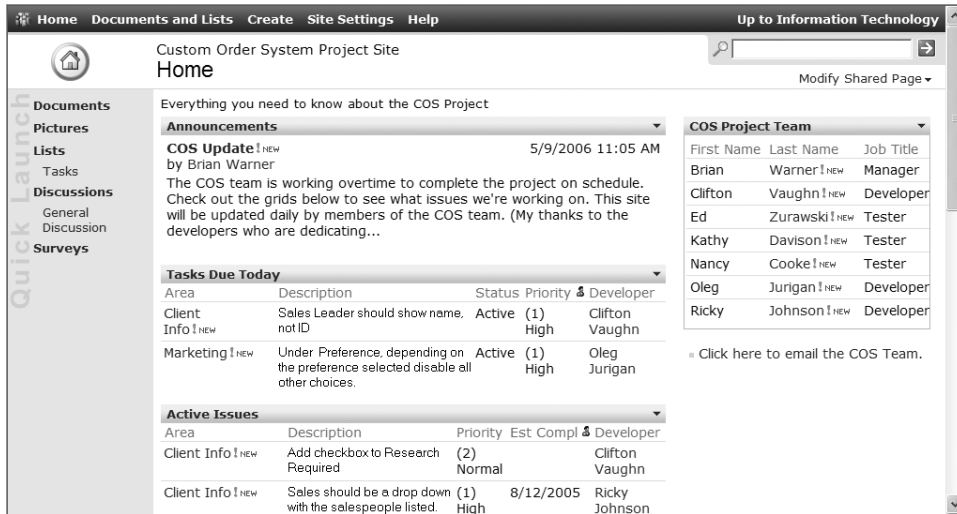 Home Documents and Lists Create Site Settings Help Up to Information Technology
Custom Order System Project Site
Home
Modify Shared Page
Quick Launch
Documents
Pictures
Lists
Tasks
Discussions
General
Discussion
Surveys
Everything you need to know about the COS Project
Announcements
COS Update ! NEW 5/9/2006 11:05 AM
by Brian Warner
The COS team is working overtime to complete the project on schedule.
Check out the grids below to see what issues we're working on. This site
will be updated daily by members of the COS team. (My thanks to the
developers who are dedicating...
Tasks Due Today
Area Description Status Priority Developer
Client Sales Leader should show name, Active (1) Clifton
Info ! NEW not ID High Vaughn
Marketing ! NEW Under Preference, depending on Active (1) Oleg
the preference selected disable all High Jurigan
other choices.
Active Issues
Area Description Priority Est Compl Developer
Client Info ! NEW Add checkbox to Research (2) Clifton
Required Normal Vaughn
Client Info ! NEW Sales should be a drop down (1) 8/12/2005 Ricky
with the salespeople listed. High Johnson
COS Project Team
First Name Last Name Job Title
Brian Warner ! NEW Manager
Clifton Vaughn ! NEW Developer
Ed Zurawski ! NEW Tester
Kathy Davison ! NEW Tester
Nancy Cooke ! NEW Tester
Oleg Jurigan ! NEW Developer
Ricky Johnson ! NEW Developer
Click here to email the COS Team.